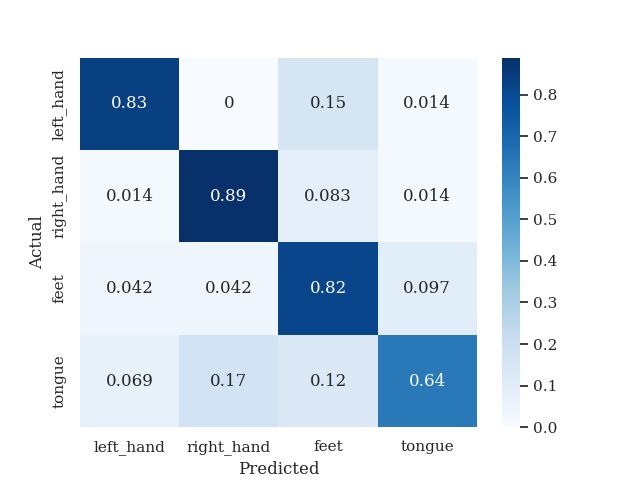 left_hand 0.83 0 0.15 0.014
right_hand 0.014 0.89 0.083 0.014
feet 0.042 0.042 0.82 0.097
tongue 0.069 0.17 0.12 0.64
left_hand right_hand feet tongue
Predicted
Actual
0.8
0.7
0.6
0.5
0.4
0.3
0.2
0.1
0.0